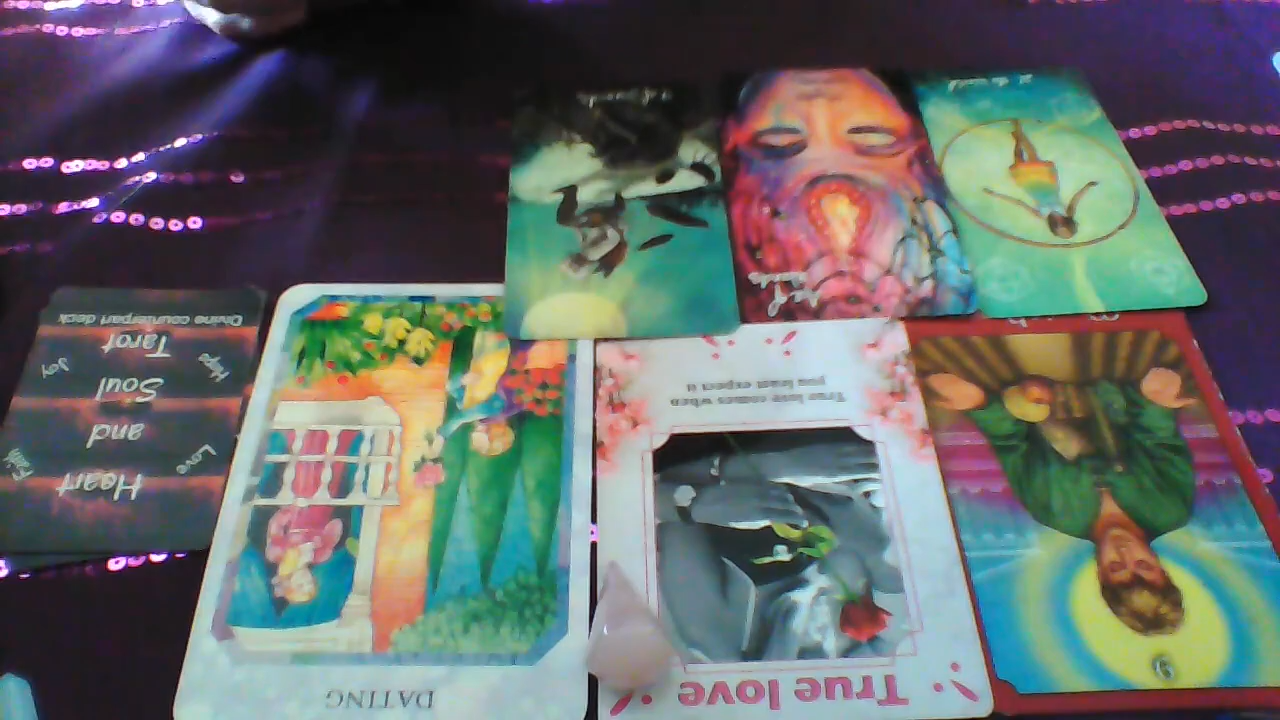 Heart
and
Soul
Tarot
Love
Faith
Hope
Joy
Divine counterpart deck
DATING
True love
True love comes when
you least expect it